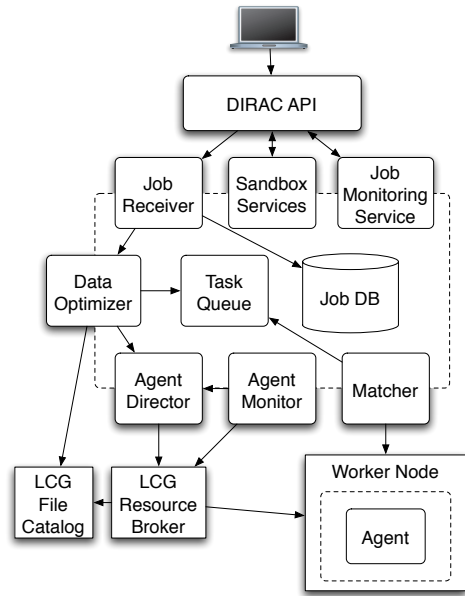 DIRAC API
Job
Receiver
Sandbox
Services
Job
Monitoring
Service
Data
Optimizer
Task
Queue
Job DB
Agent
Director
Agent
Monitor
Matcher
LCG
File
Catalog
LCG
Resource
Broker
Worker Node
Agent